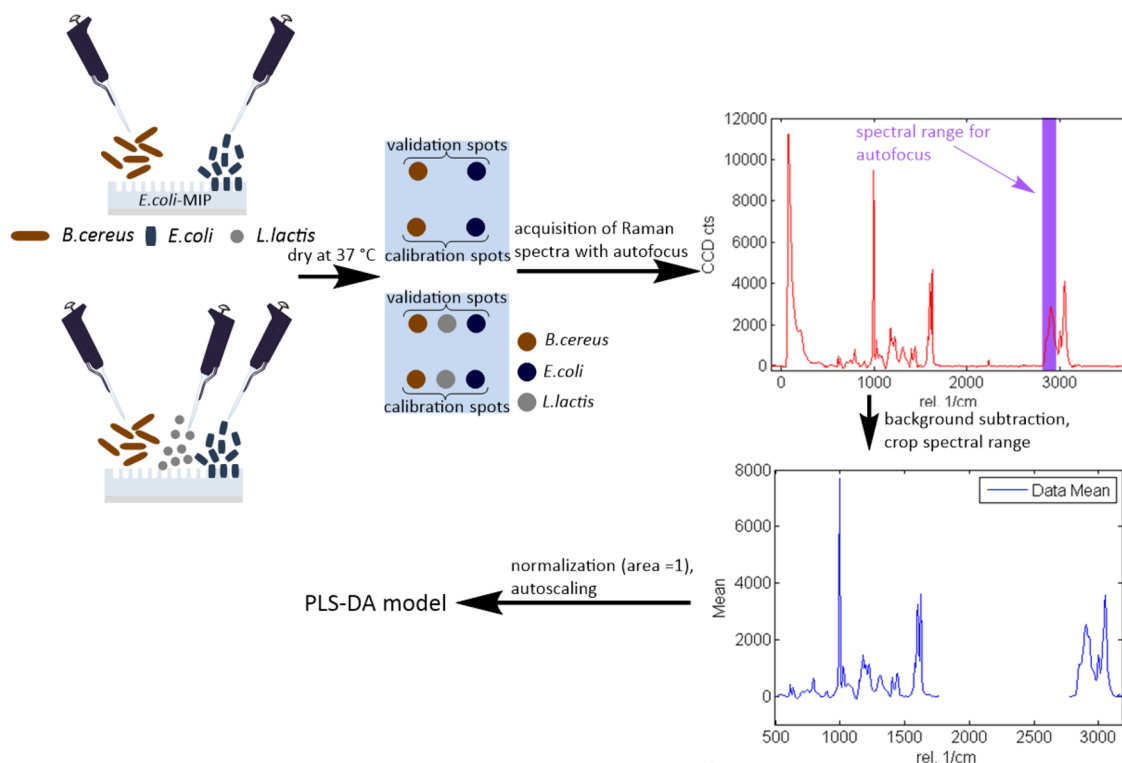 E.coli-MIP
B.cereus
E.coli
L.lactis
dry at 37 °C
validation spots
calibration spots
validation spots
calibration spots
B.cereus
E.coli
L.lactis
acquisition of Raman
spectra with autofocus
spectral range for
autofocus
CCD cts
12000
10000
8000
6000
4000
2000
0
0
1000
2000
3000
rel. 1/cm
background subtraction,
crop spectral range
Data Mean
Mean
8000
6000
4000
2000
0
500
1000
1500
2000
2500
3000
rel. 1/cm
normalization (area =1),
autoscaling
PLS-DA model